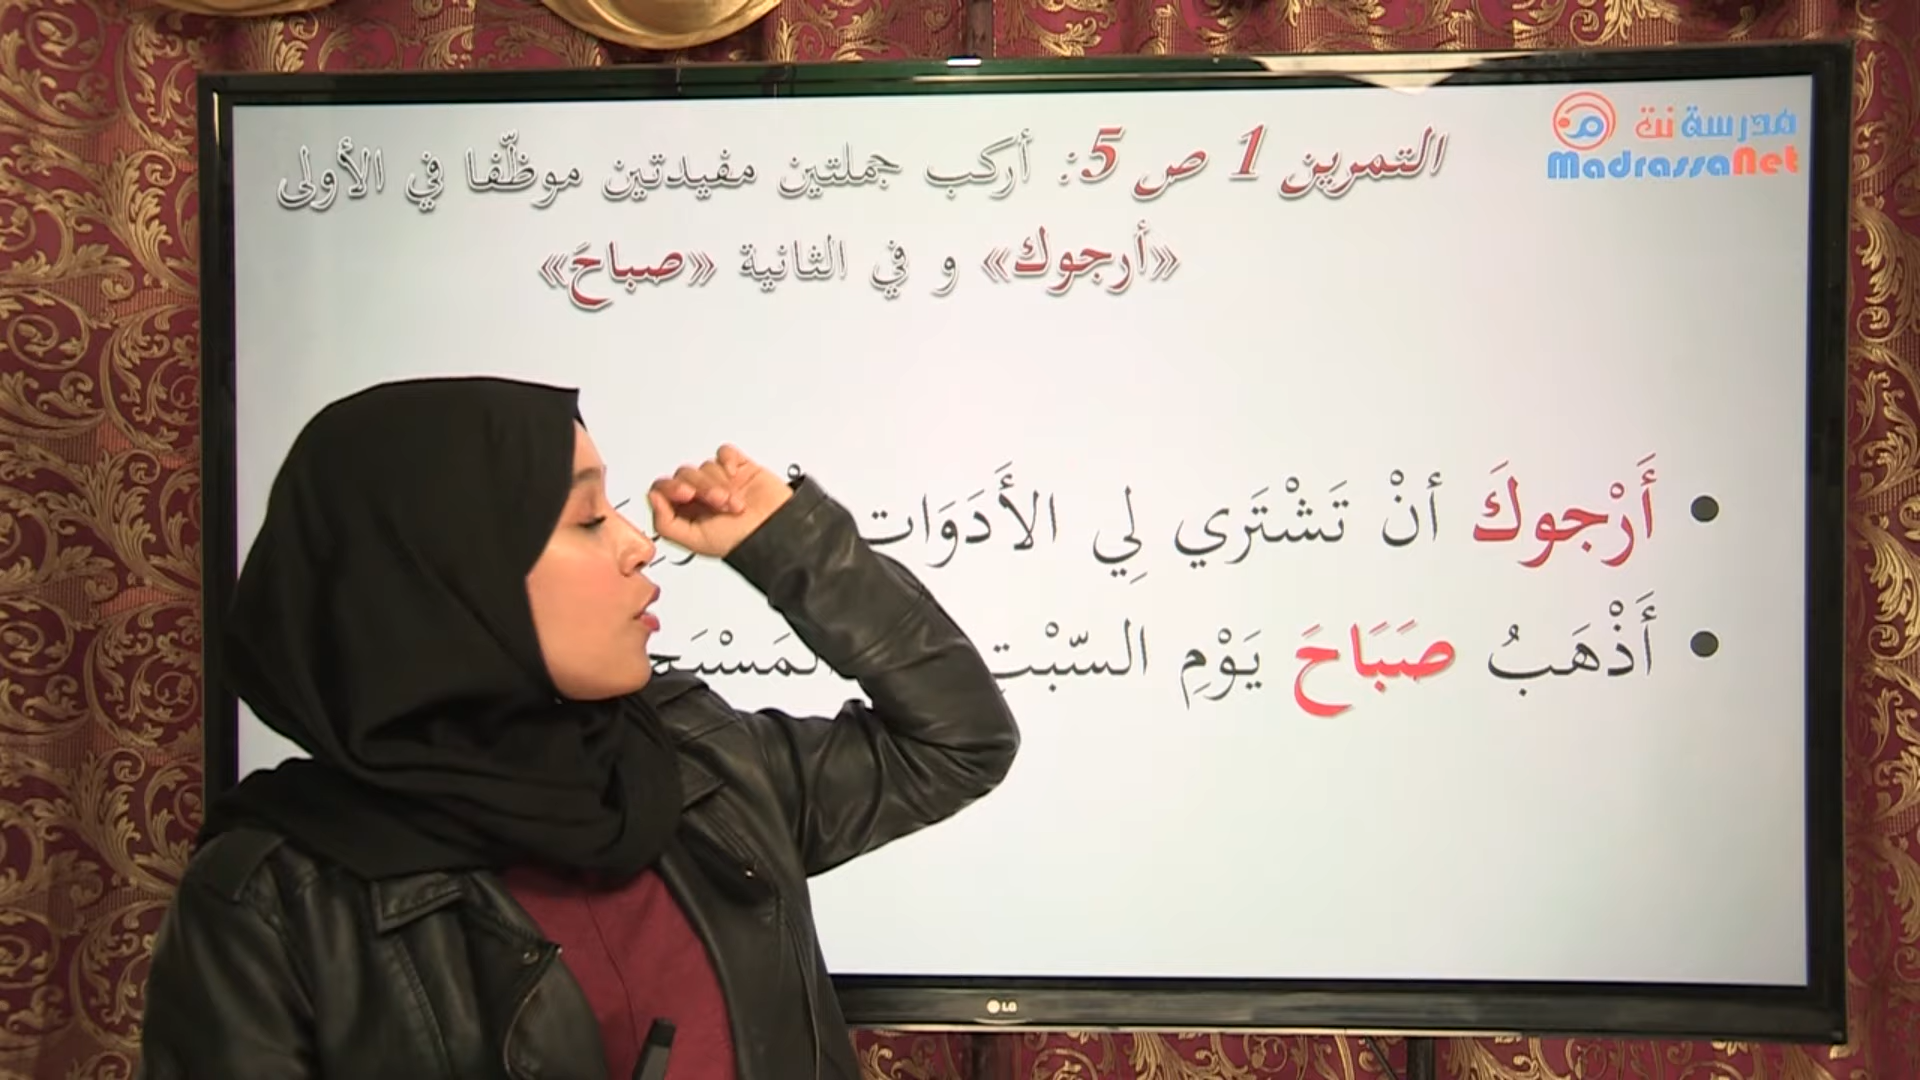 مدرسة نت
MadrassaNet
التمرين 1 ص 5: أركب جملتين مفيدتين موظّفا في الأولى
«أرجوك» و في الثانية «صباحَ»
• أَرْجوكَ أنْ تَشْتَري لِي الأَدَوَات
• أَذْهَبُ صَبَاحَ يَوْمِ السّبْتِ
LG